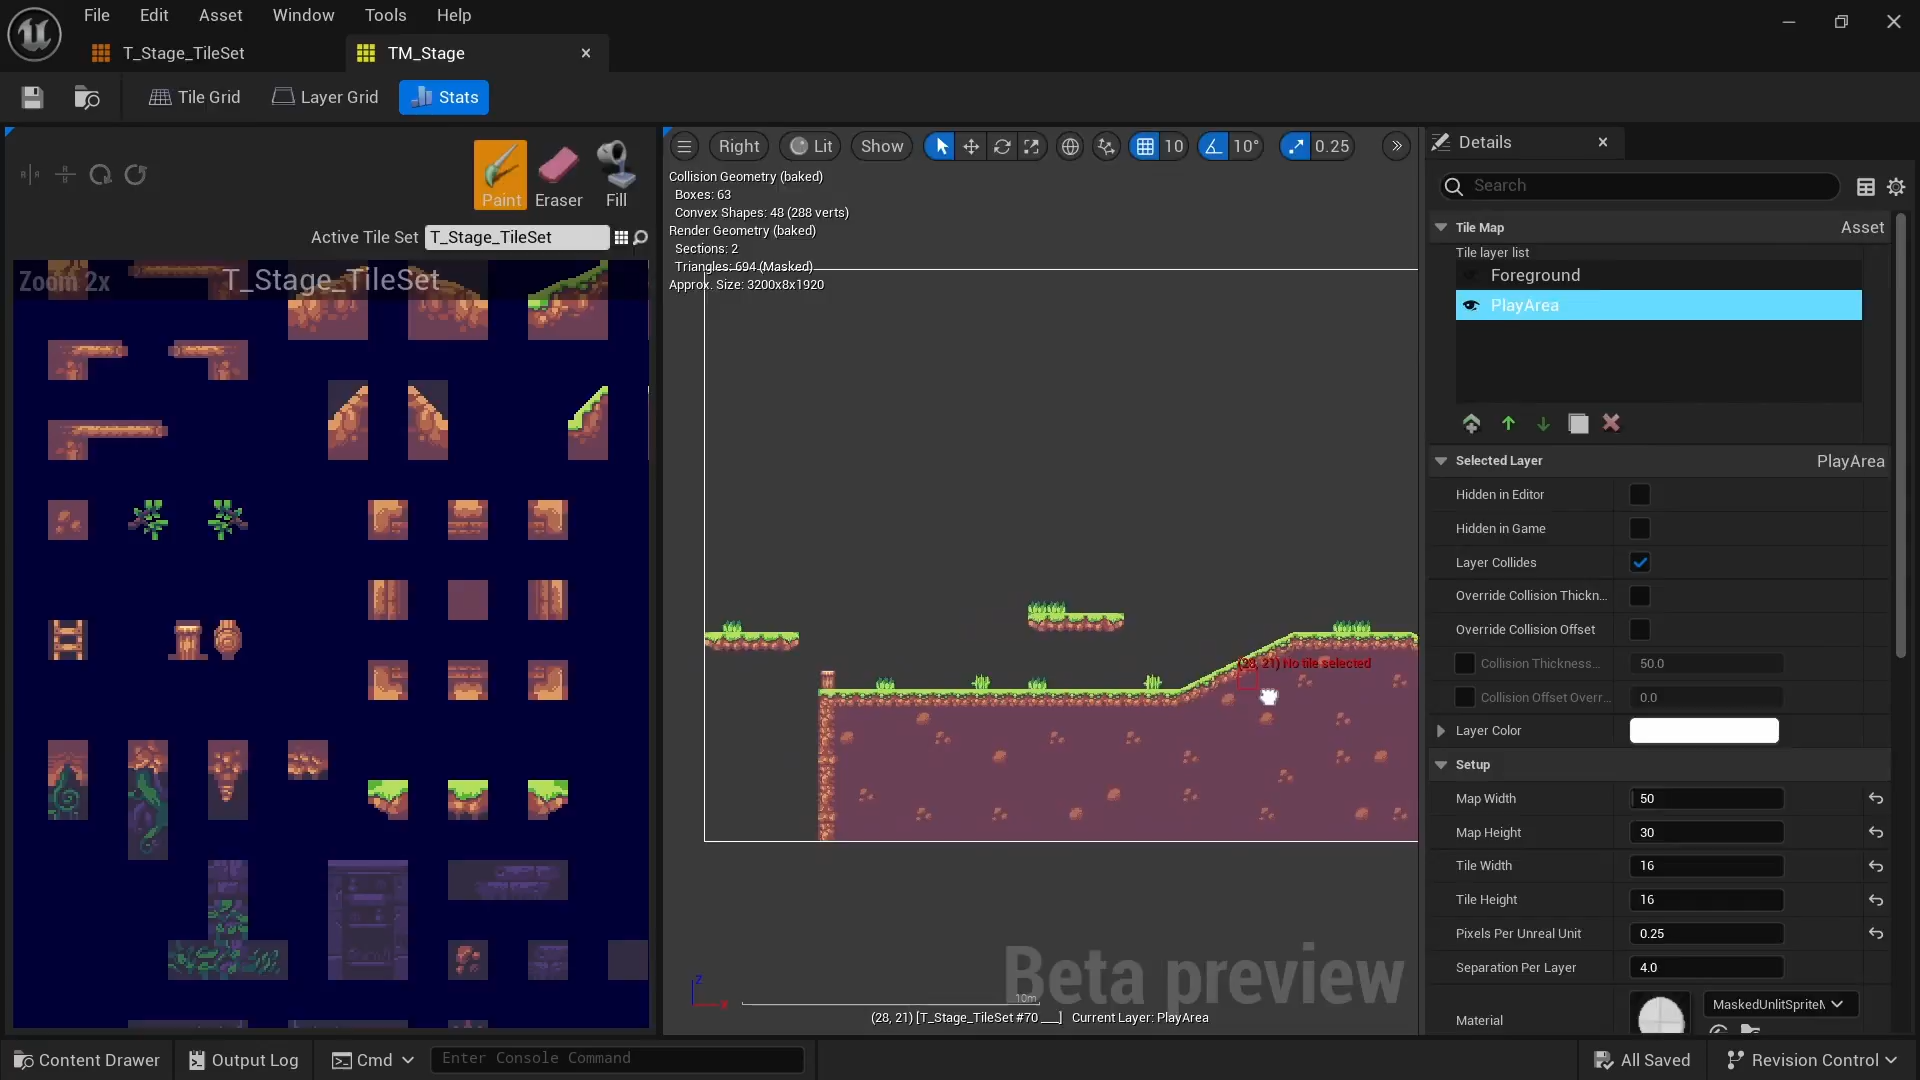 File Edit Asset Window Tools Help
T_Stage_TileSet TM_Stage
Tile Grid Layer Grid Stats
Paint Eraser Fill
Active Tile Set T_Stage_TileSet
Zoom 2x T_Stage_TileSet
Right Lit Show 10 10° 0.25
Collision Geometry (baked)
Boxes: 63
Convex Shapes: 48 (288 verts)
Render Geometry (baked)
Sections: 2
Triangles: 694 (Masked)
Approx. Size: 3200x8x1920
(28, 21) No tile selected
Beta preview
Z
X
10m
(28, 21) [T_Stage_TileSet #70 ___] Current Layer: PlayArea
Details
Search
Tile Map Asset
Tile layer list
Foreground
PlayArea
Selected Layer PlayArea
Hidden in Editor
Hidden in Game
Layer Collides
Override Collision Thickn...
Override Collision Offset
Collision Thickness... 50.0
Collision Offset Overr... 0.0
Layer Color
Setup
Map Width 50
Map Height 30
Tile Width 16
Tile Height 16
Pixels Per Unreal Unit 0.25
Separation Per Layer 4.0
Material MaskedUnlitSpriteM
Content Drawer Output Log Cmd Enter Console Command All Saved Revision Control